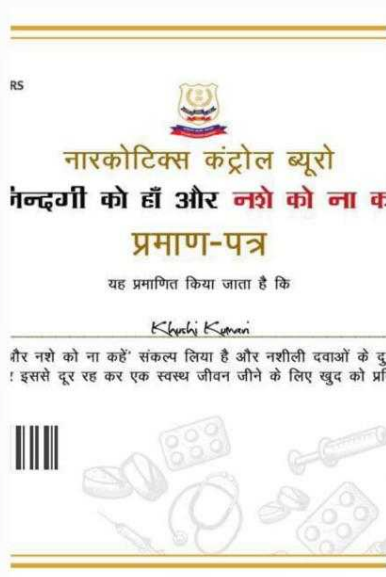 RS
नारकोटिक्स कंट्रोल ब्यूरो
जिन्दगी को हाँ और नशे को ना क
प्रमाण-पत्र
यह प्रमाणित किया जाता है कि
Khushi Kumari
और नशे को ना कहें' संकल्प लिया है और नशीली दवाओं के दु
इससे दूर रह कर एक स्वस्थ जीवन जीने के लिए खुद को प्रति